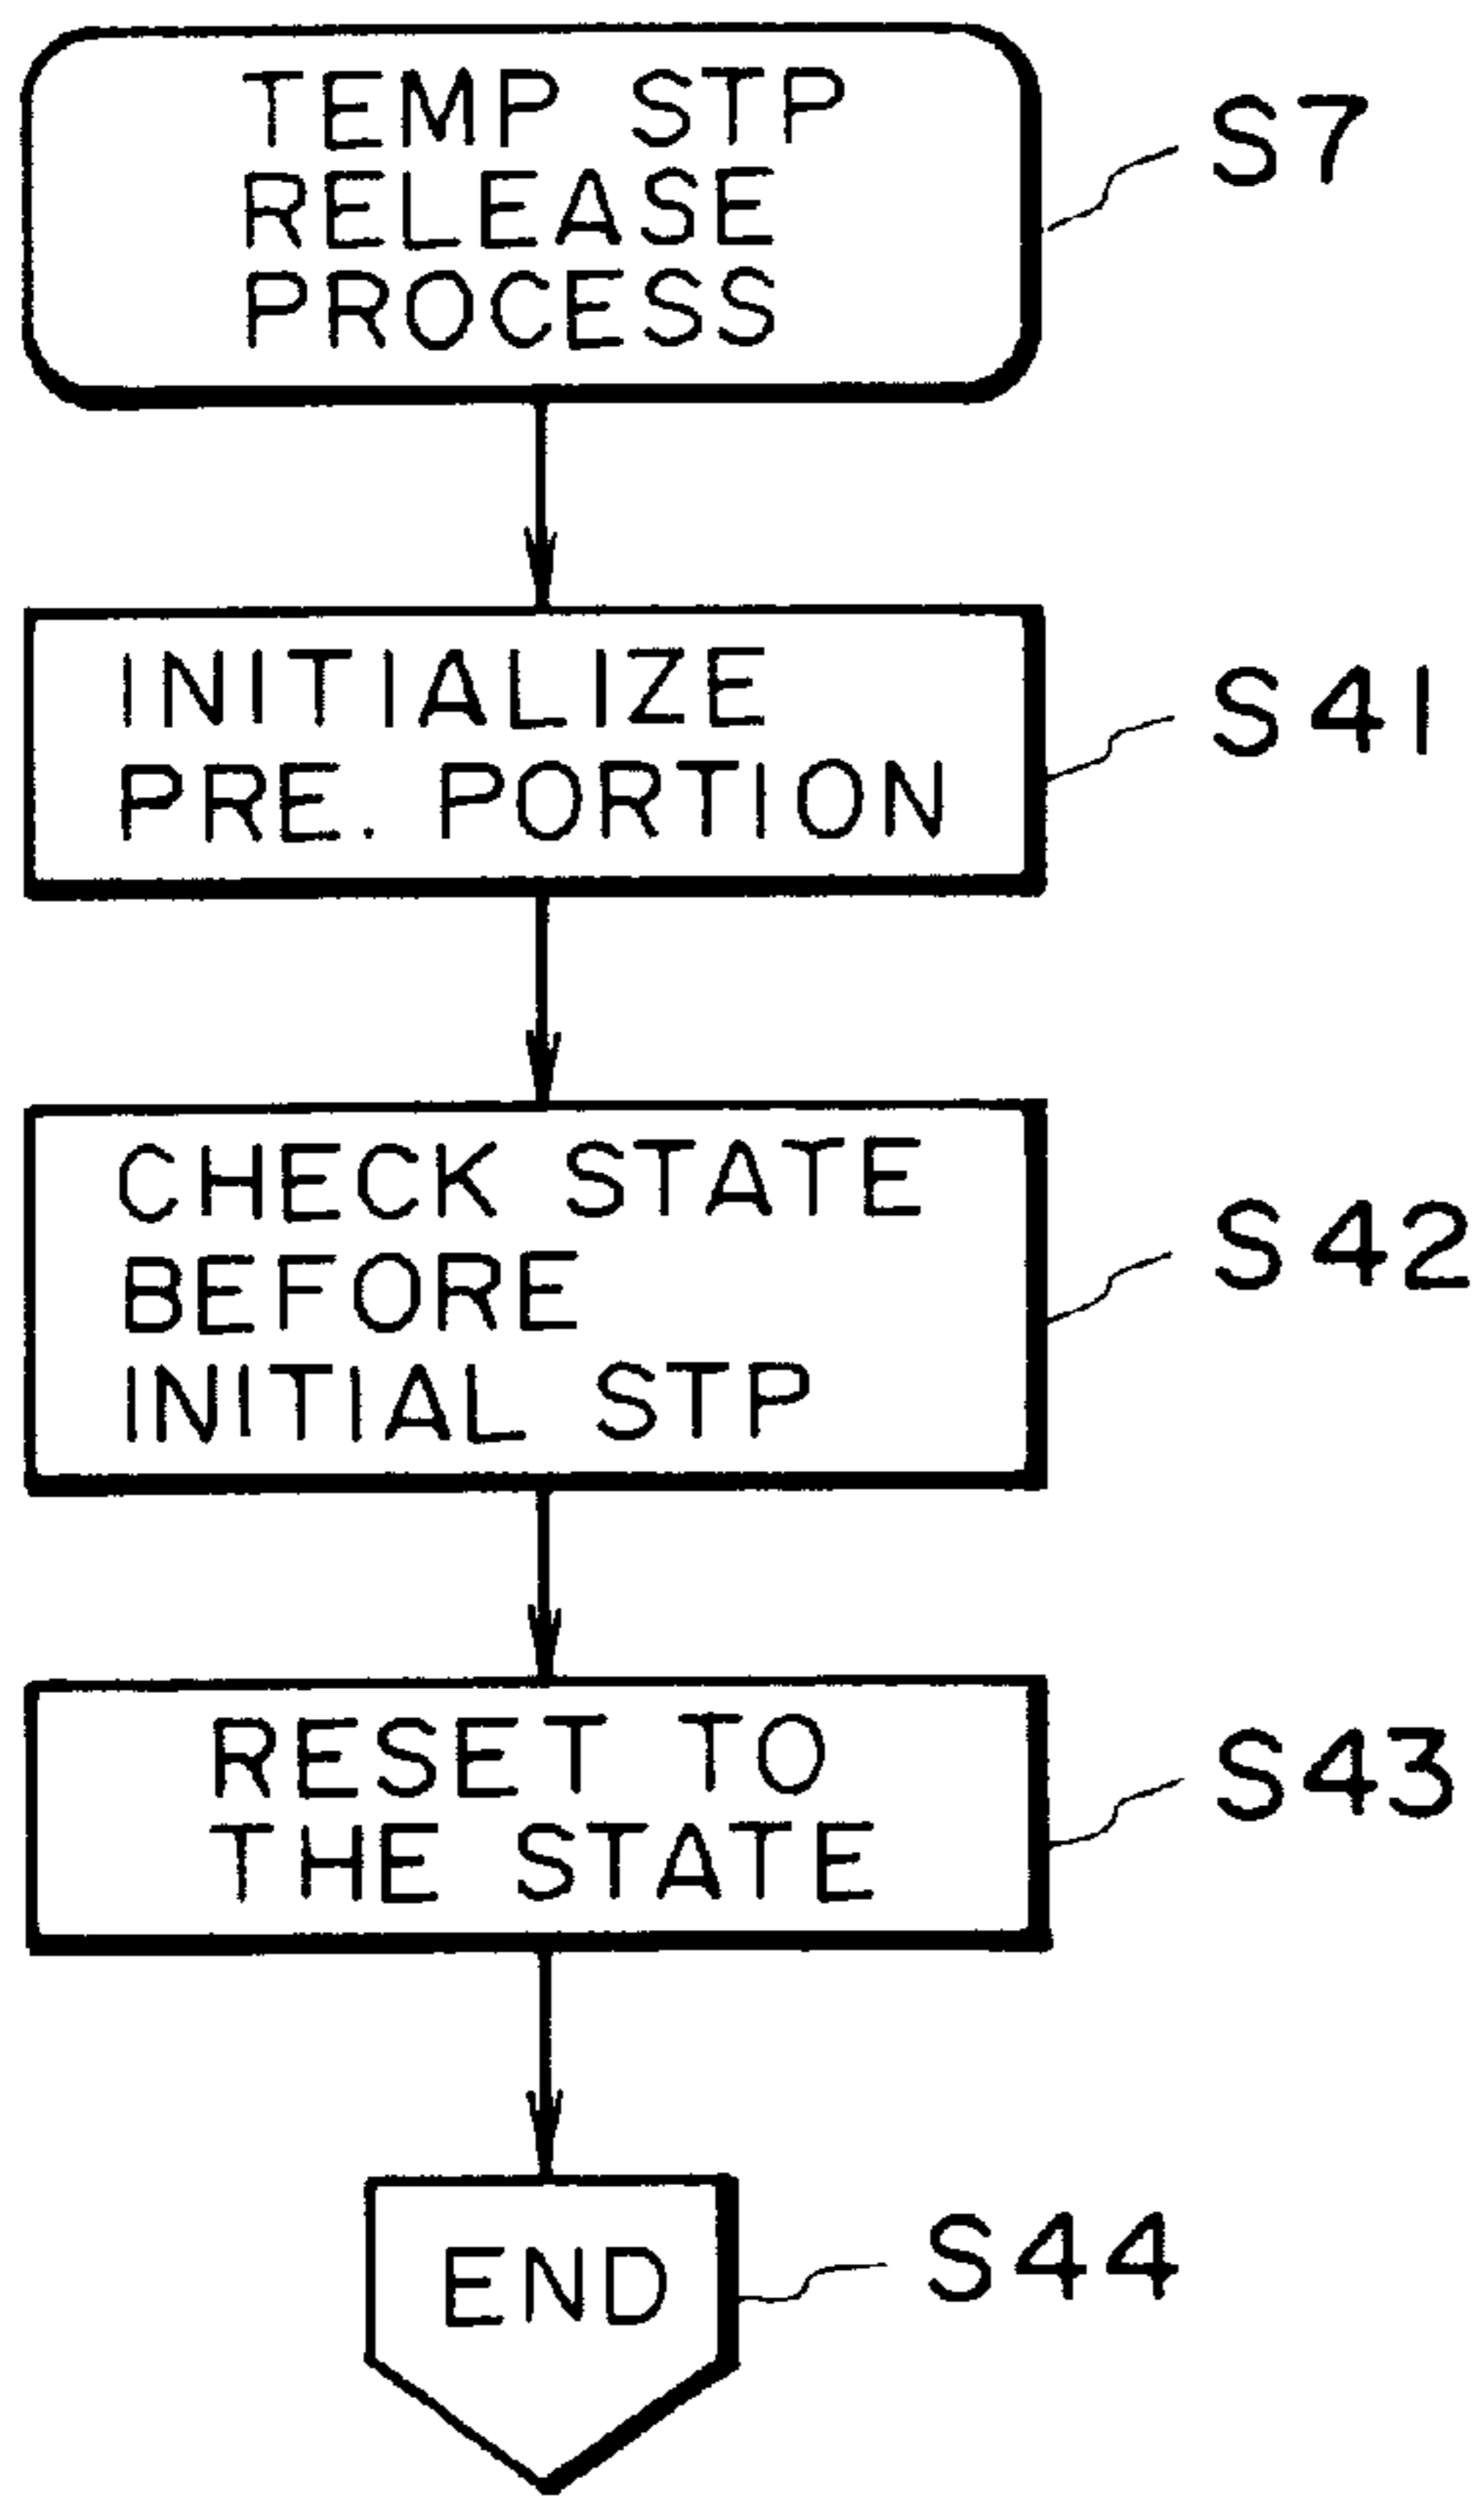 TEMP STP
RELEASE
PROCESS
S7
INITIALIZE
PRE. PORTION
S41
CHECK STATE
BEFORE
INITIAL STP
S42
RESET TO
THE STATE
S43
END
S44